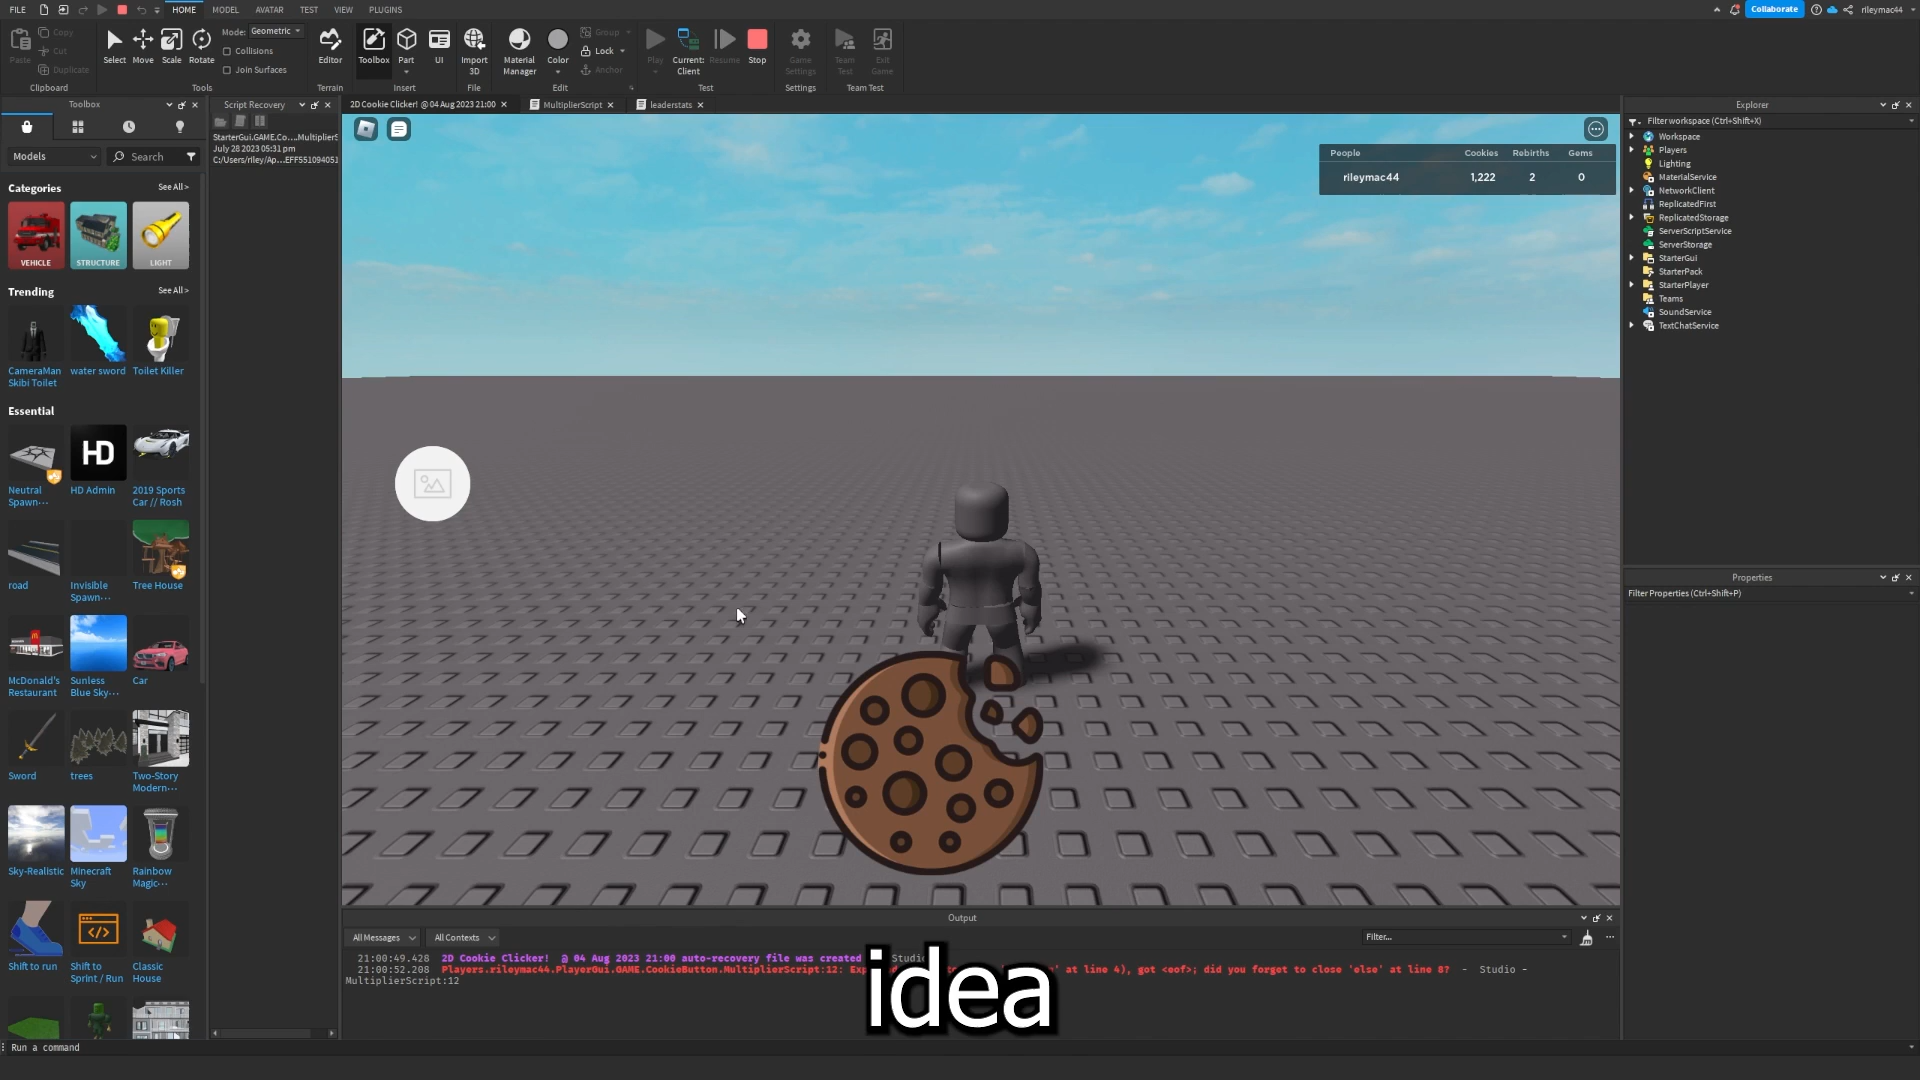 FILE
HOME
MODEL
AVATAR
TEST
VIEW
PLUGINS
Collaborate
rileymac44
Paste
Copy
Cut
Duplicate
Clipboard
Select
Move
Scale
Rotate
Mode: Geometric
Collisions
Join Surfaces
Tools
Editor
Terrain
Toolbox
Part
UI
Insert
Import
3D
File
Material
Manager
Color
Group
Lock
Anchor
Edit
Play
Current:
Client
Resume
Stop
Test
Game
Settings
Settings
Team
Test
Exit
Game
Team Test
Toolbox
Models
Search
Categories
See All >
VEHICLE
STRUCTURE
LIGHT
Trending
See All >
CameraMan
Skibi Toilet
water sword
Toilet Killer
Essential
Neutral
Spawn...
HD
HD Admin
2019 Sports
Car // Rosh
road
Invisible
Spawn...
Tree House
McDonald's
Restaurant
Sunless
Blue Sky...
Car
Sword
trees
Two-Story
Modern...
Sky-Realistic
Minecraft
Sky
Rainbow
Magic...
Shift to run
Shift to
Sprint / Run
Classic
House
Script Recovery
StarterGui.GAME.Co....MultiplierS
July 28 2023 05:31 pm
C:/Users/riley/Ap...EFF551094051
2D Cookie Clicker! @ 04 Aug 2023 21:00
MultiplierScript
leaderstats
People Cookies Rebirths Gems
rileymac44 1,222 2 0
Output
All Messages
All Contexts
Filter...
21:00:49.428 2D Cookie Clicker! @ 04 Aug 2023 21:00 auto-recovery file was created Studi
21:00:52.208 Players.rileymac44.PlayerGui.GAME.CookieButton.MultiplierScript:12: Exp at line 4), got <eof>; did you forget to close 'else' at line 8? - Studio -
MultiplierScript:12
idea
Run a command
Explorer
Filter workspace (Ctrl+Shift+X)
Workspace
Players
Lighting
MaterialService
NetworkClient
ReplicatedFirst
ReplicatedStorage
ServerScriptService
ServerStorage
StarterGui
StarterPack
StarterPlayer
Teams
SoundService
TextChatService
Properties
Filter Properties (Ctrl+Shift+P)